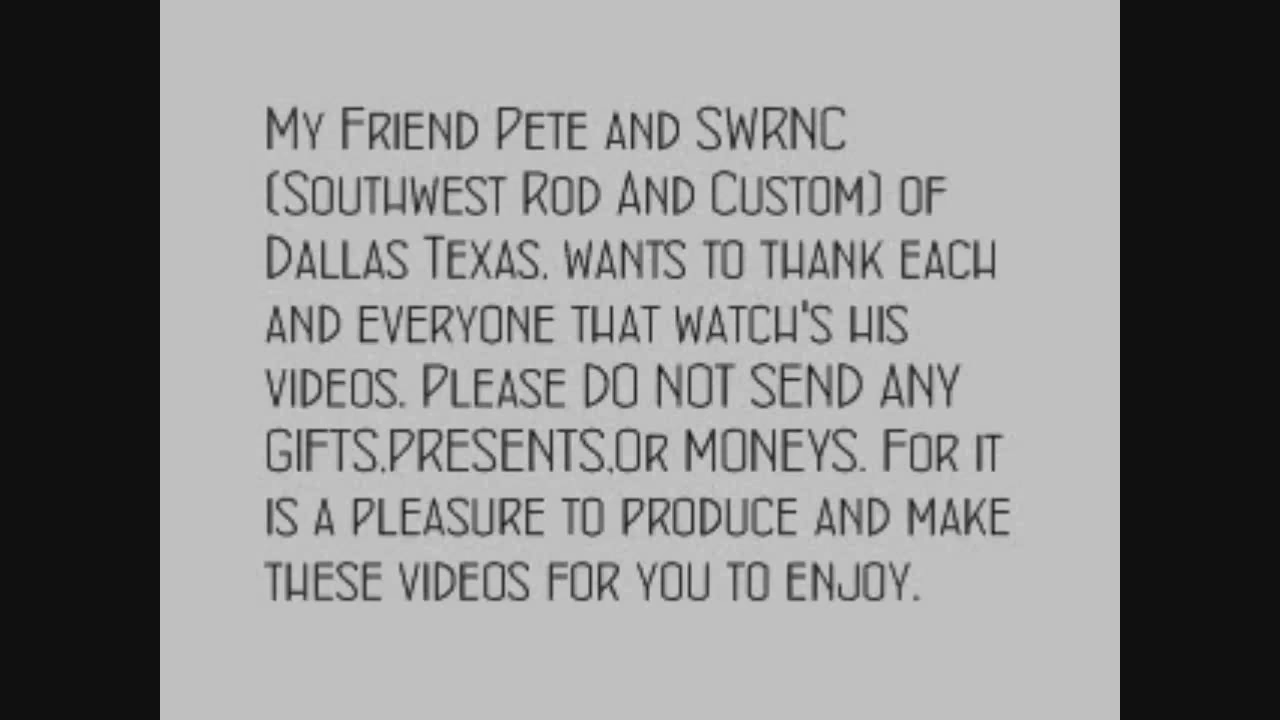 My Friend Pete and SWRNC
(Southwest Rod And Custom) of
Dallas Texas. wants to thank each
and everyone that watch's his
videos. Please DO NOT SEND ANY
GIFTS.PRESENTS.Or MONEYS. For it
is a pleasure to produce and make
these videos for you to enjoy.